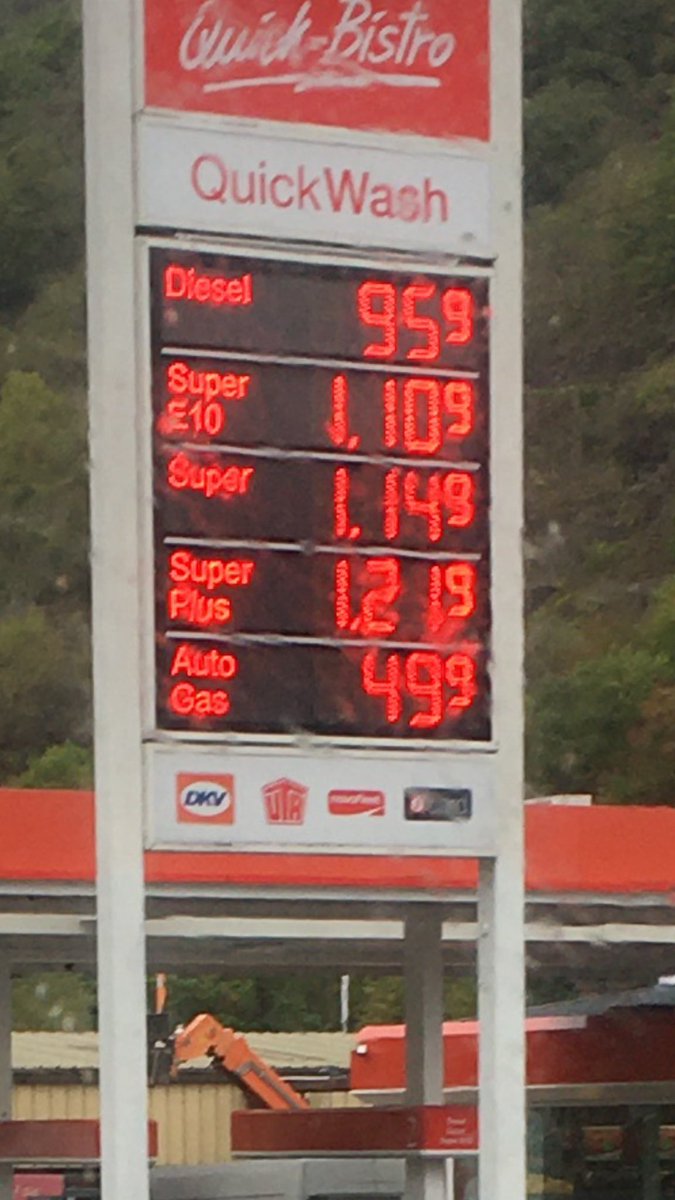 Quick-Bistro
QuickWash
Diesel 95⁹
Super
E10 1.10⁹
Super 1.14⁹
Super
Plus 1.21⁹
Auto
Gas 49⁹
DKV UTA